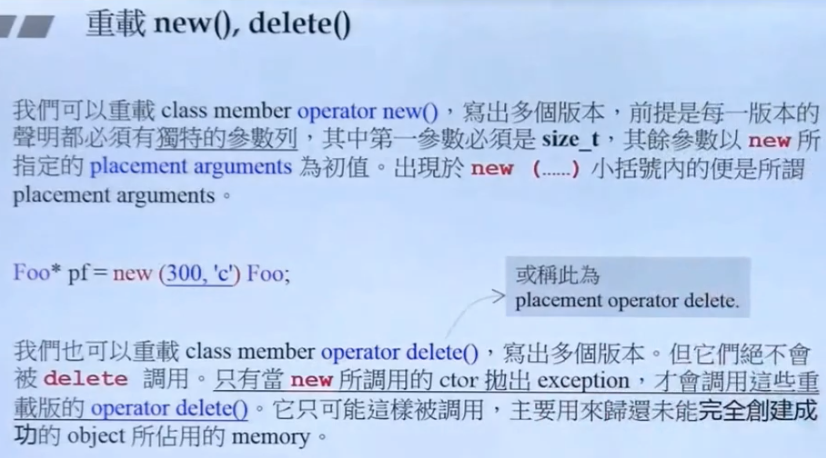 重載 new(), delete()
我們可以重載 class member operator new()，寫出多個版本，前提是每一版本的
聲明都必須有獨特的參數列，其中第一參數必須是 size_t，其餘參數以 new 所
指定的 placement arguments 為初值。出現於 new (......) 小括號內的便是所謂
placement arguments。
Foo* pf = new (300, 'c') Foo;
或稱此為
placement operator delete.
我們也可以重載 class member operator delete()，寫出多個版本。但它們絕不會
被 delete 調用。只有當 new 所調用的 ctor 拋出 exception，才會調用這些重
載版的 operator delete()。它只可能這樣被調用，主要用來歸還未能完全創建成
功的 object 所佔用的 memory。